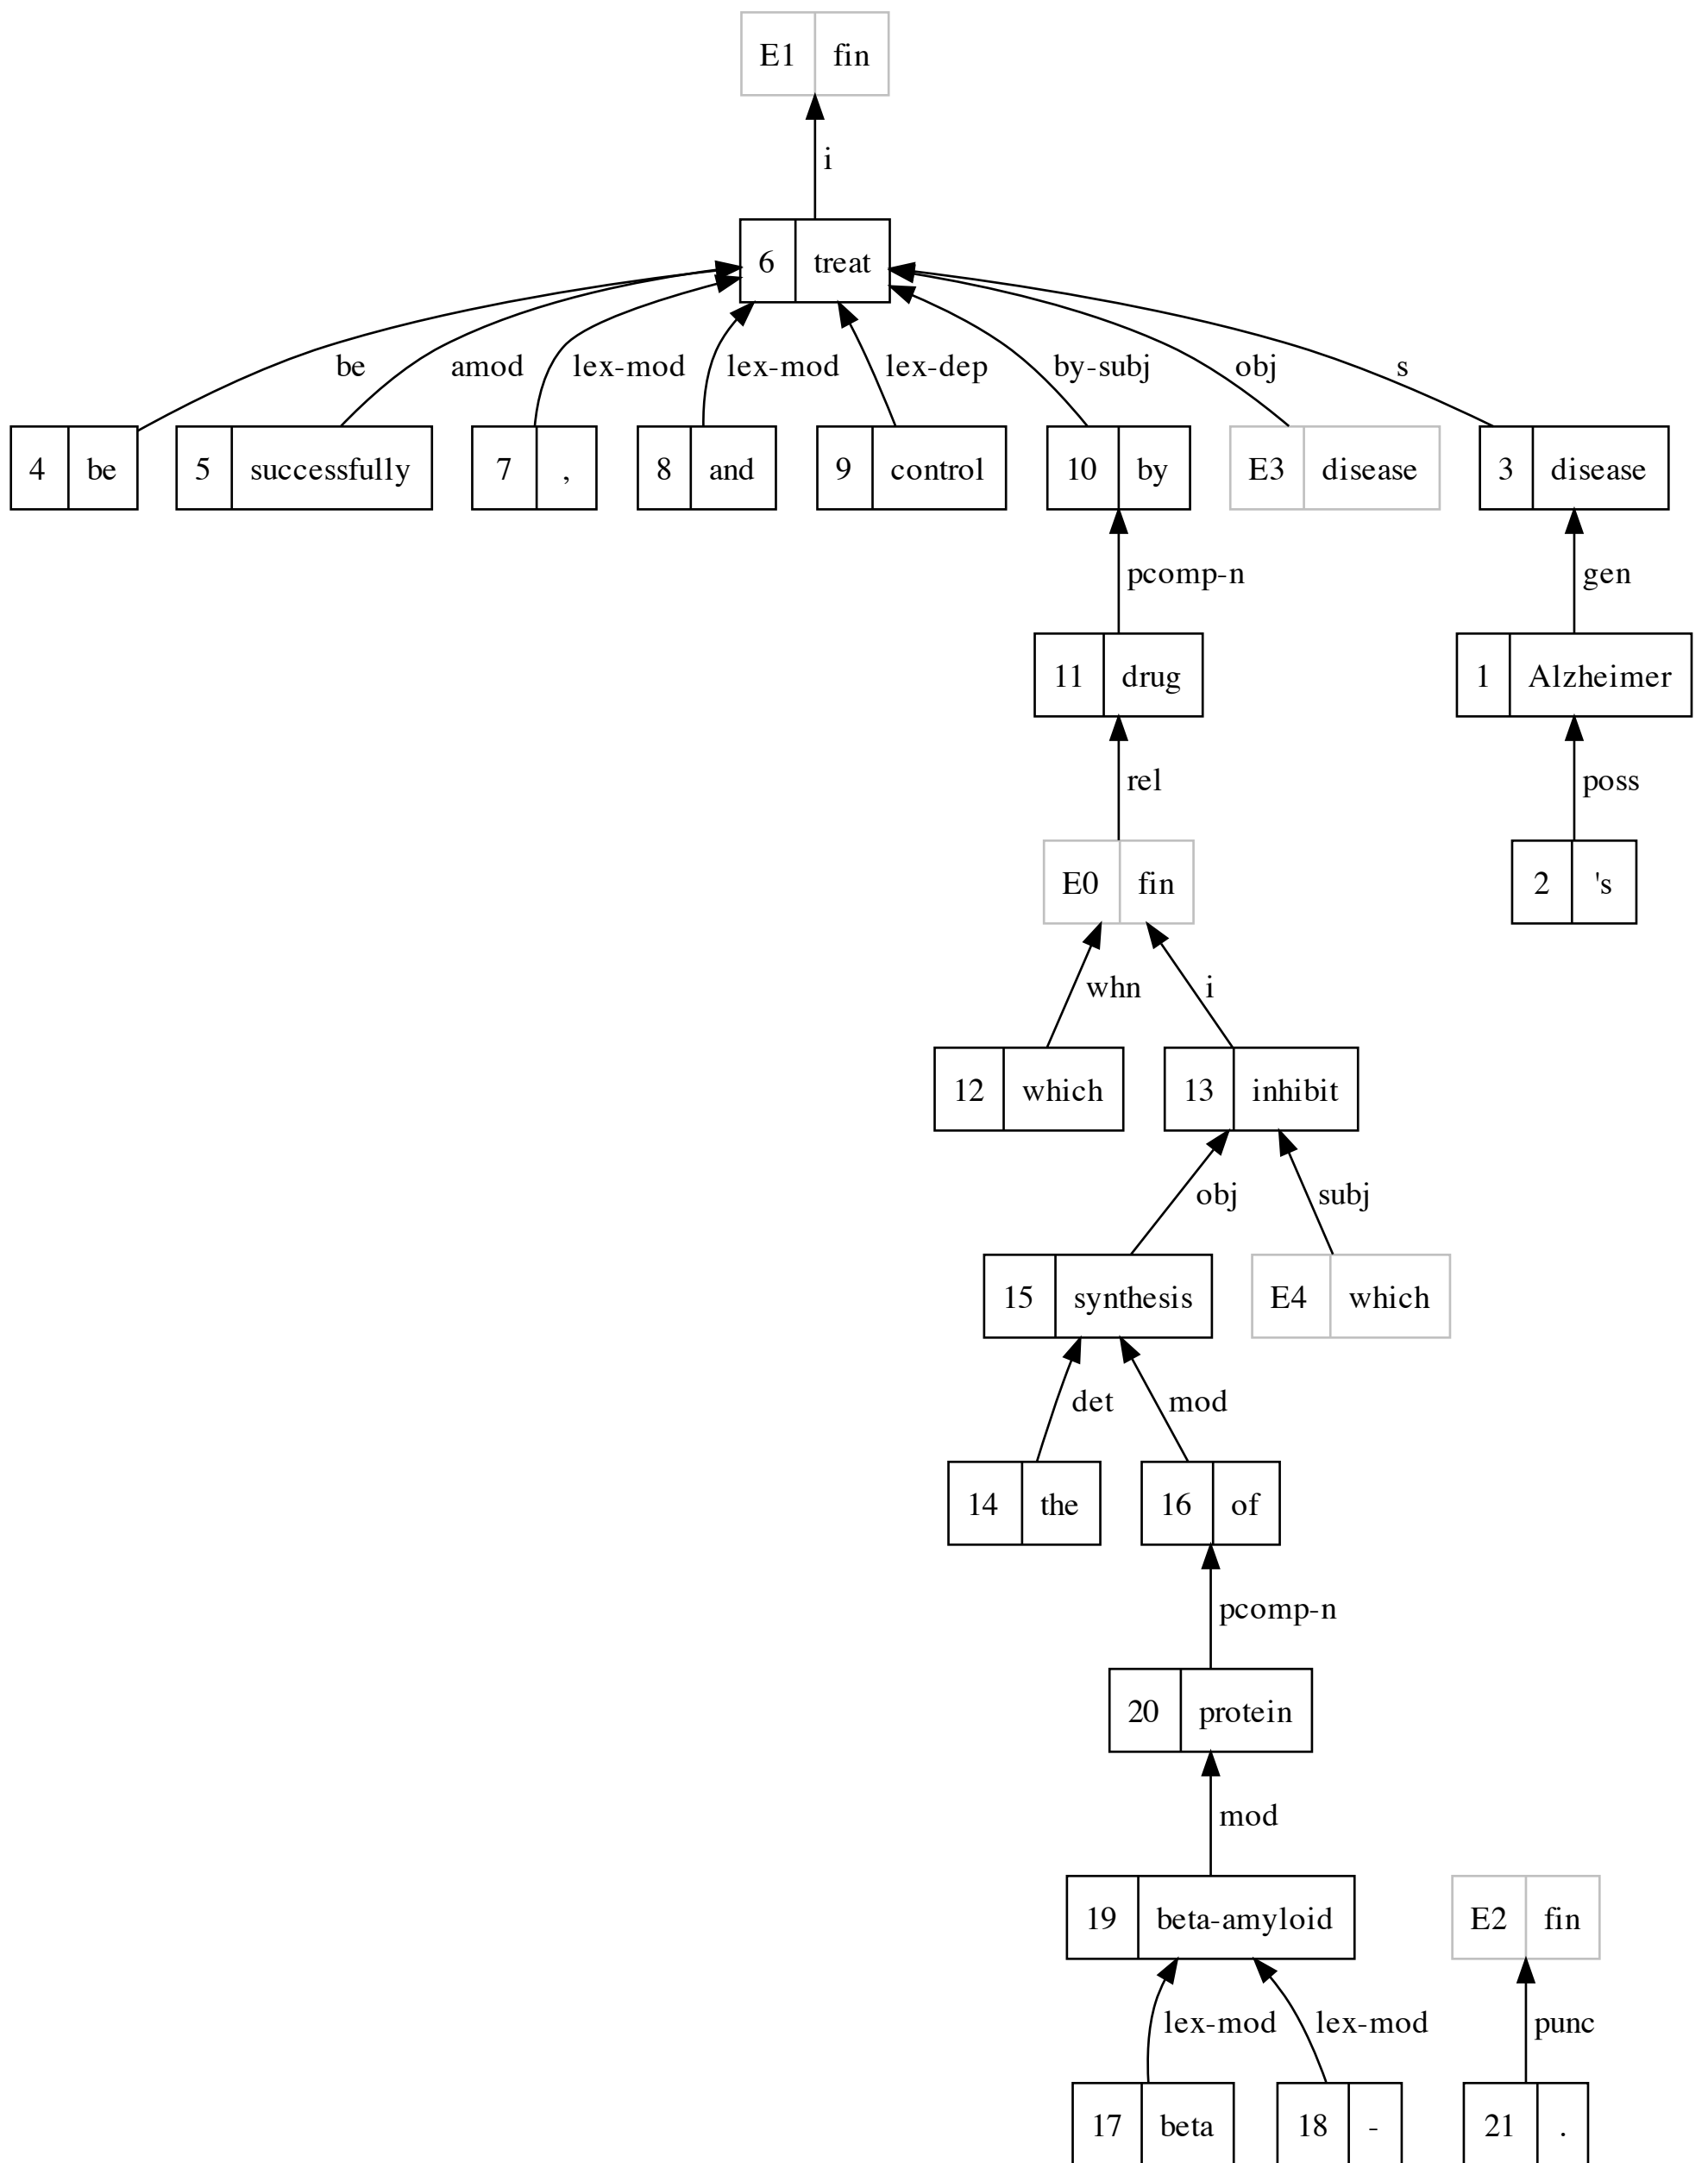 E1 fin
i
6 treat
be amod lex-mod lex-mod lex-dep by-subj obj s
4 be 5 successfully 7 , 8 and 9 control 10 by E3 disease 3 disease
pcomp-n gen
11 drug 1 Alzheimer
rel poss
E0 fin 2 's
whn i
12 which 13 inhibit
obj subj
15 synthesis E4 which
det mod
14 the 16 of
pcomp-n
20 protein
mod
19 beta-amyloid E2 fin
lex-mod lex-mod punc
17 beta 18 - 21 .